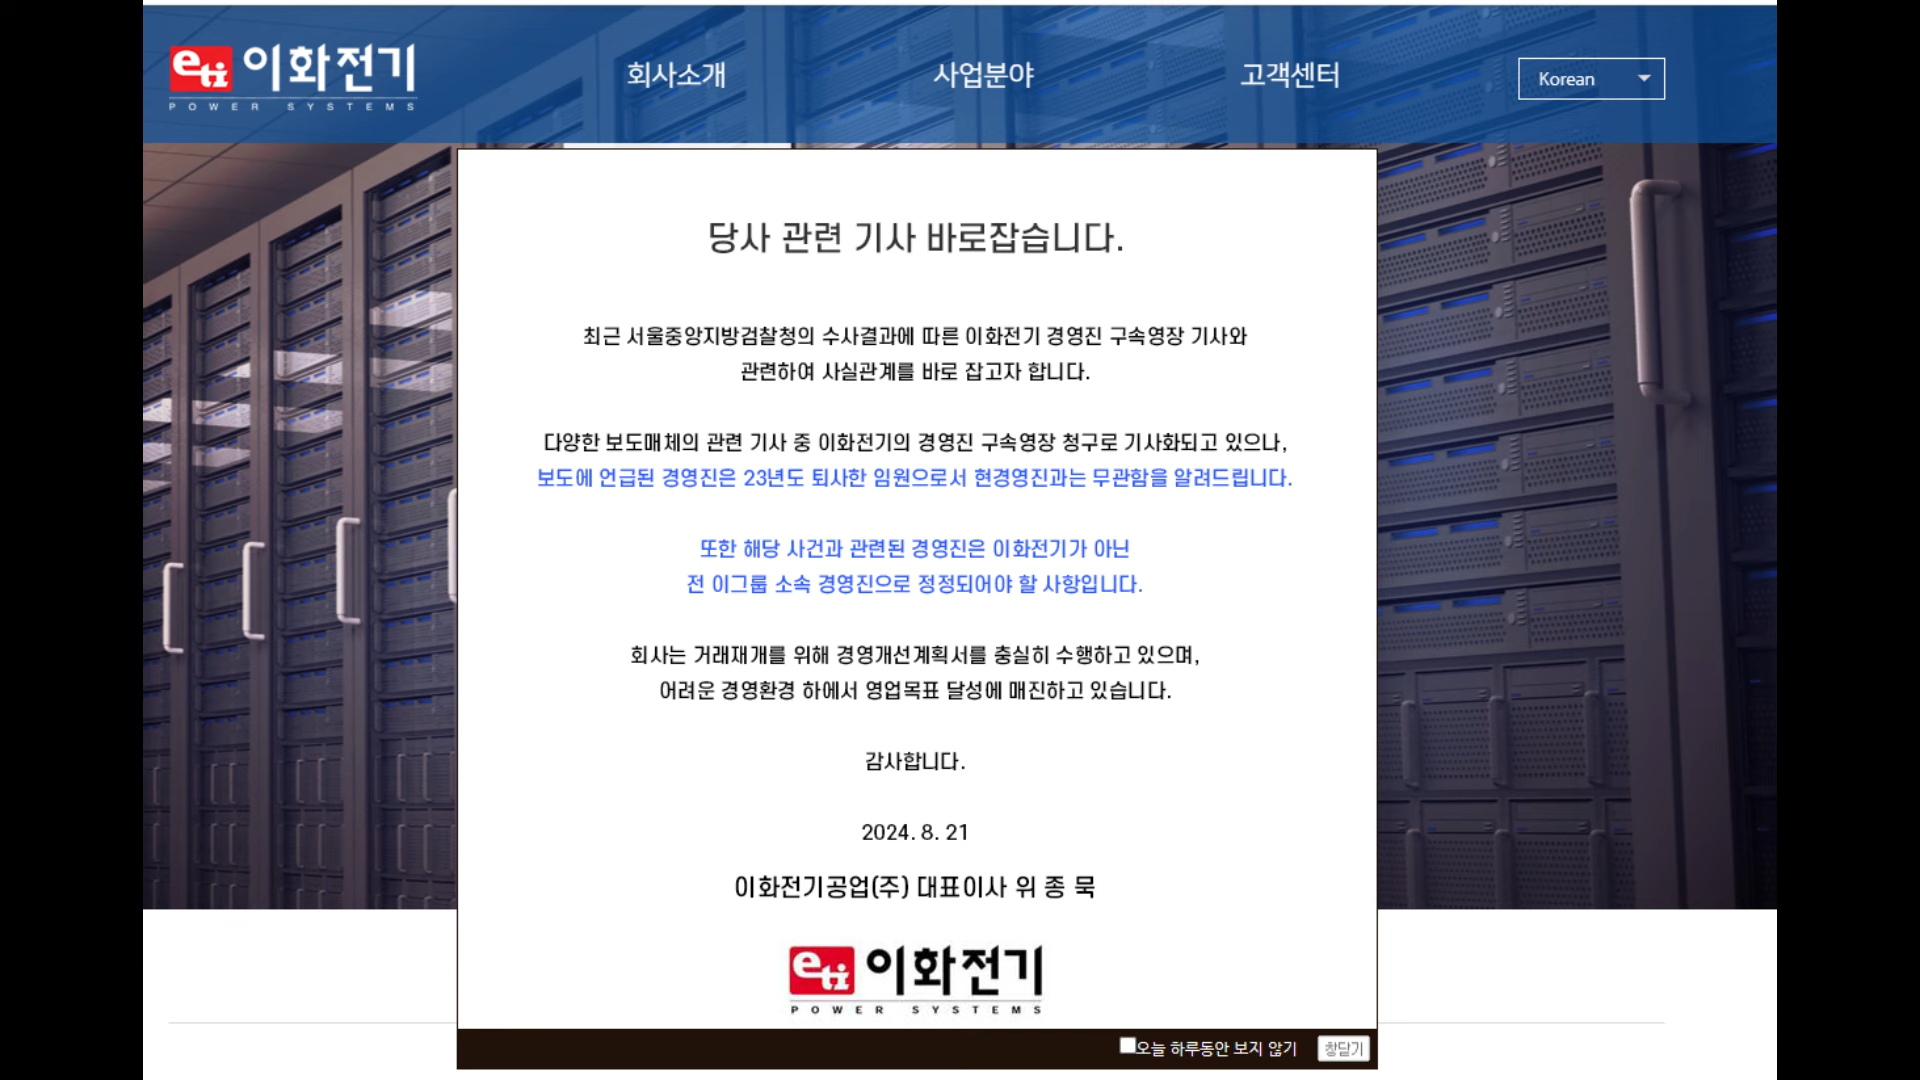 eti 이화전기
POWER SYSTEMS
회사소개
사업분야
고객센터
Korean
당사 관련 기사 바로잡습니다.
최근 서울중앙지방검찰청의 수사결과에 따른 이화전기 경영진 구속영장 기사와
관련하여 사실관계를 바로 잡고자 합니다.
다양한 보도매체의 관련 기사 중 이화전기의 경영진 구속영장 청구로 기사화되고 있으나,
보도에 언급된 경영진은 23년도 퇴사한 임원으로서 현경영진과는 무관함을 알려드립니다.
또한 해당 사건과 관련된 경영진은 이화전기가 아닌
전 이그룹 소속 경영진으로 정정되어야 할 사항입니다.
회사는 거래재개를 위해 경영개선계획서를 충실히 수행하고 있으며,
어려운 경영환경 하에서 영업목표 달성에 매진하고 있습니다.
감사합니다.
2024. 8. 21
이화전기공업(주) 대표이사 위 종 묵
eti 이화전기
POWER SYSTEMS
오늘 하루동안 보지 않기
창닫기